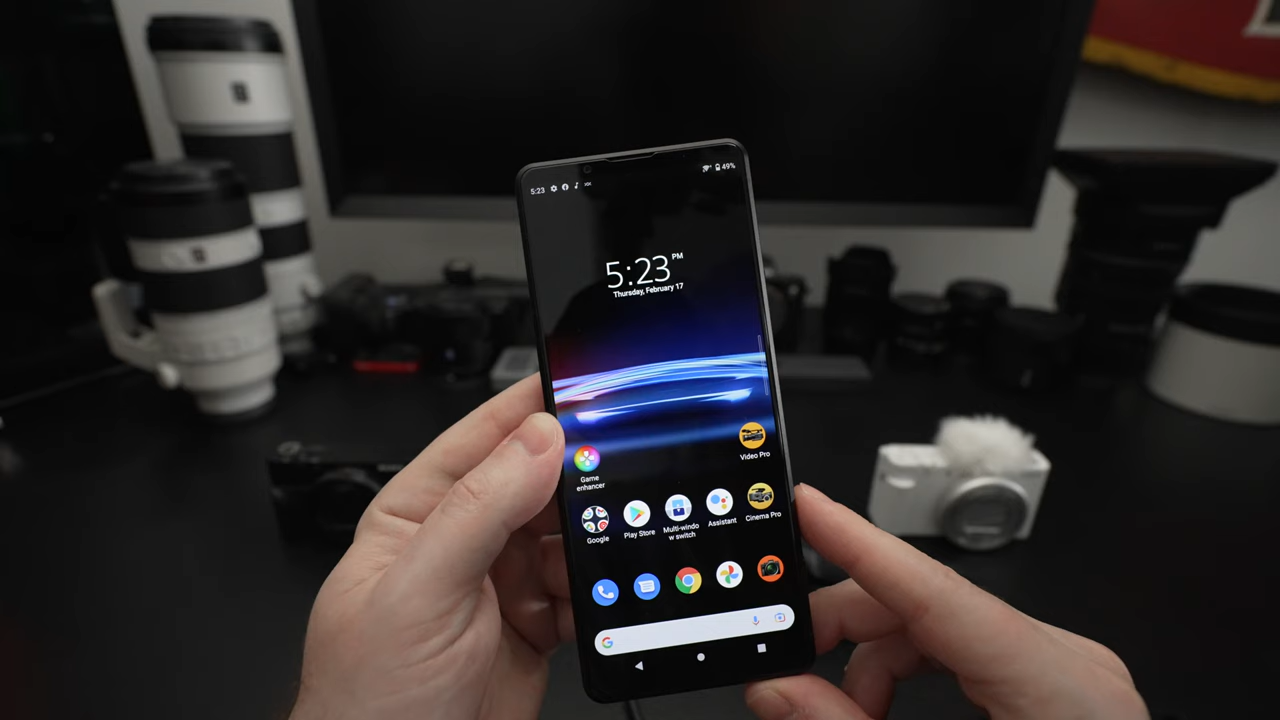 5:23
49%
5:23 PM
Thursday, February 17
Video Pro
Game
enhancer
Google
Play Store
Multi-windo
w switch
Assistant
Cinema Pro
G